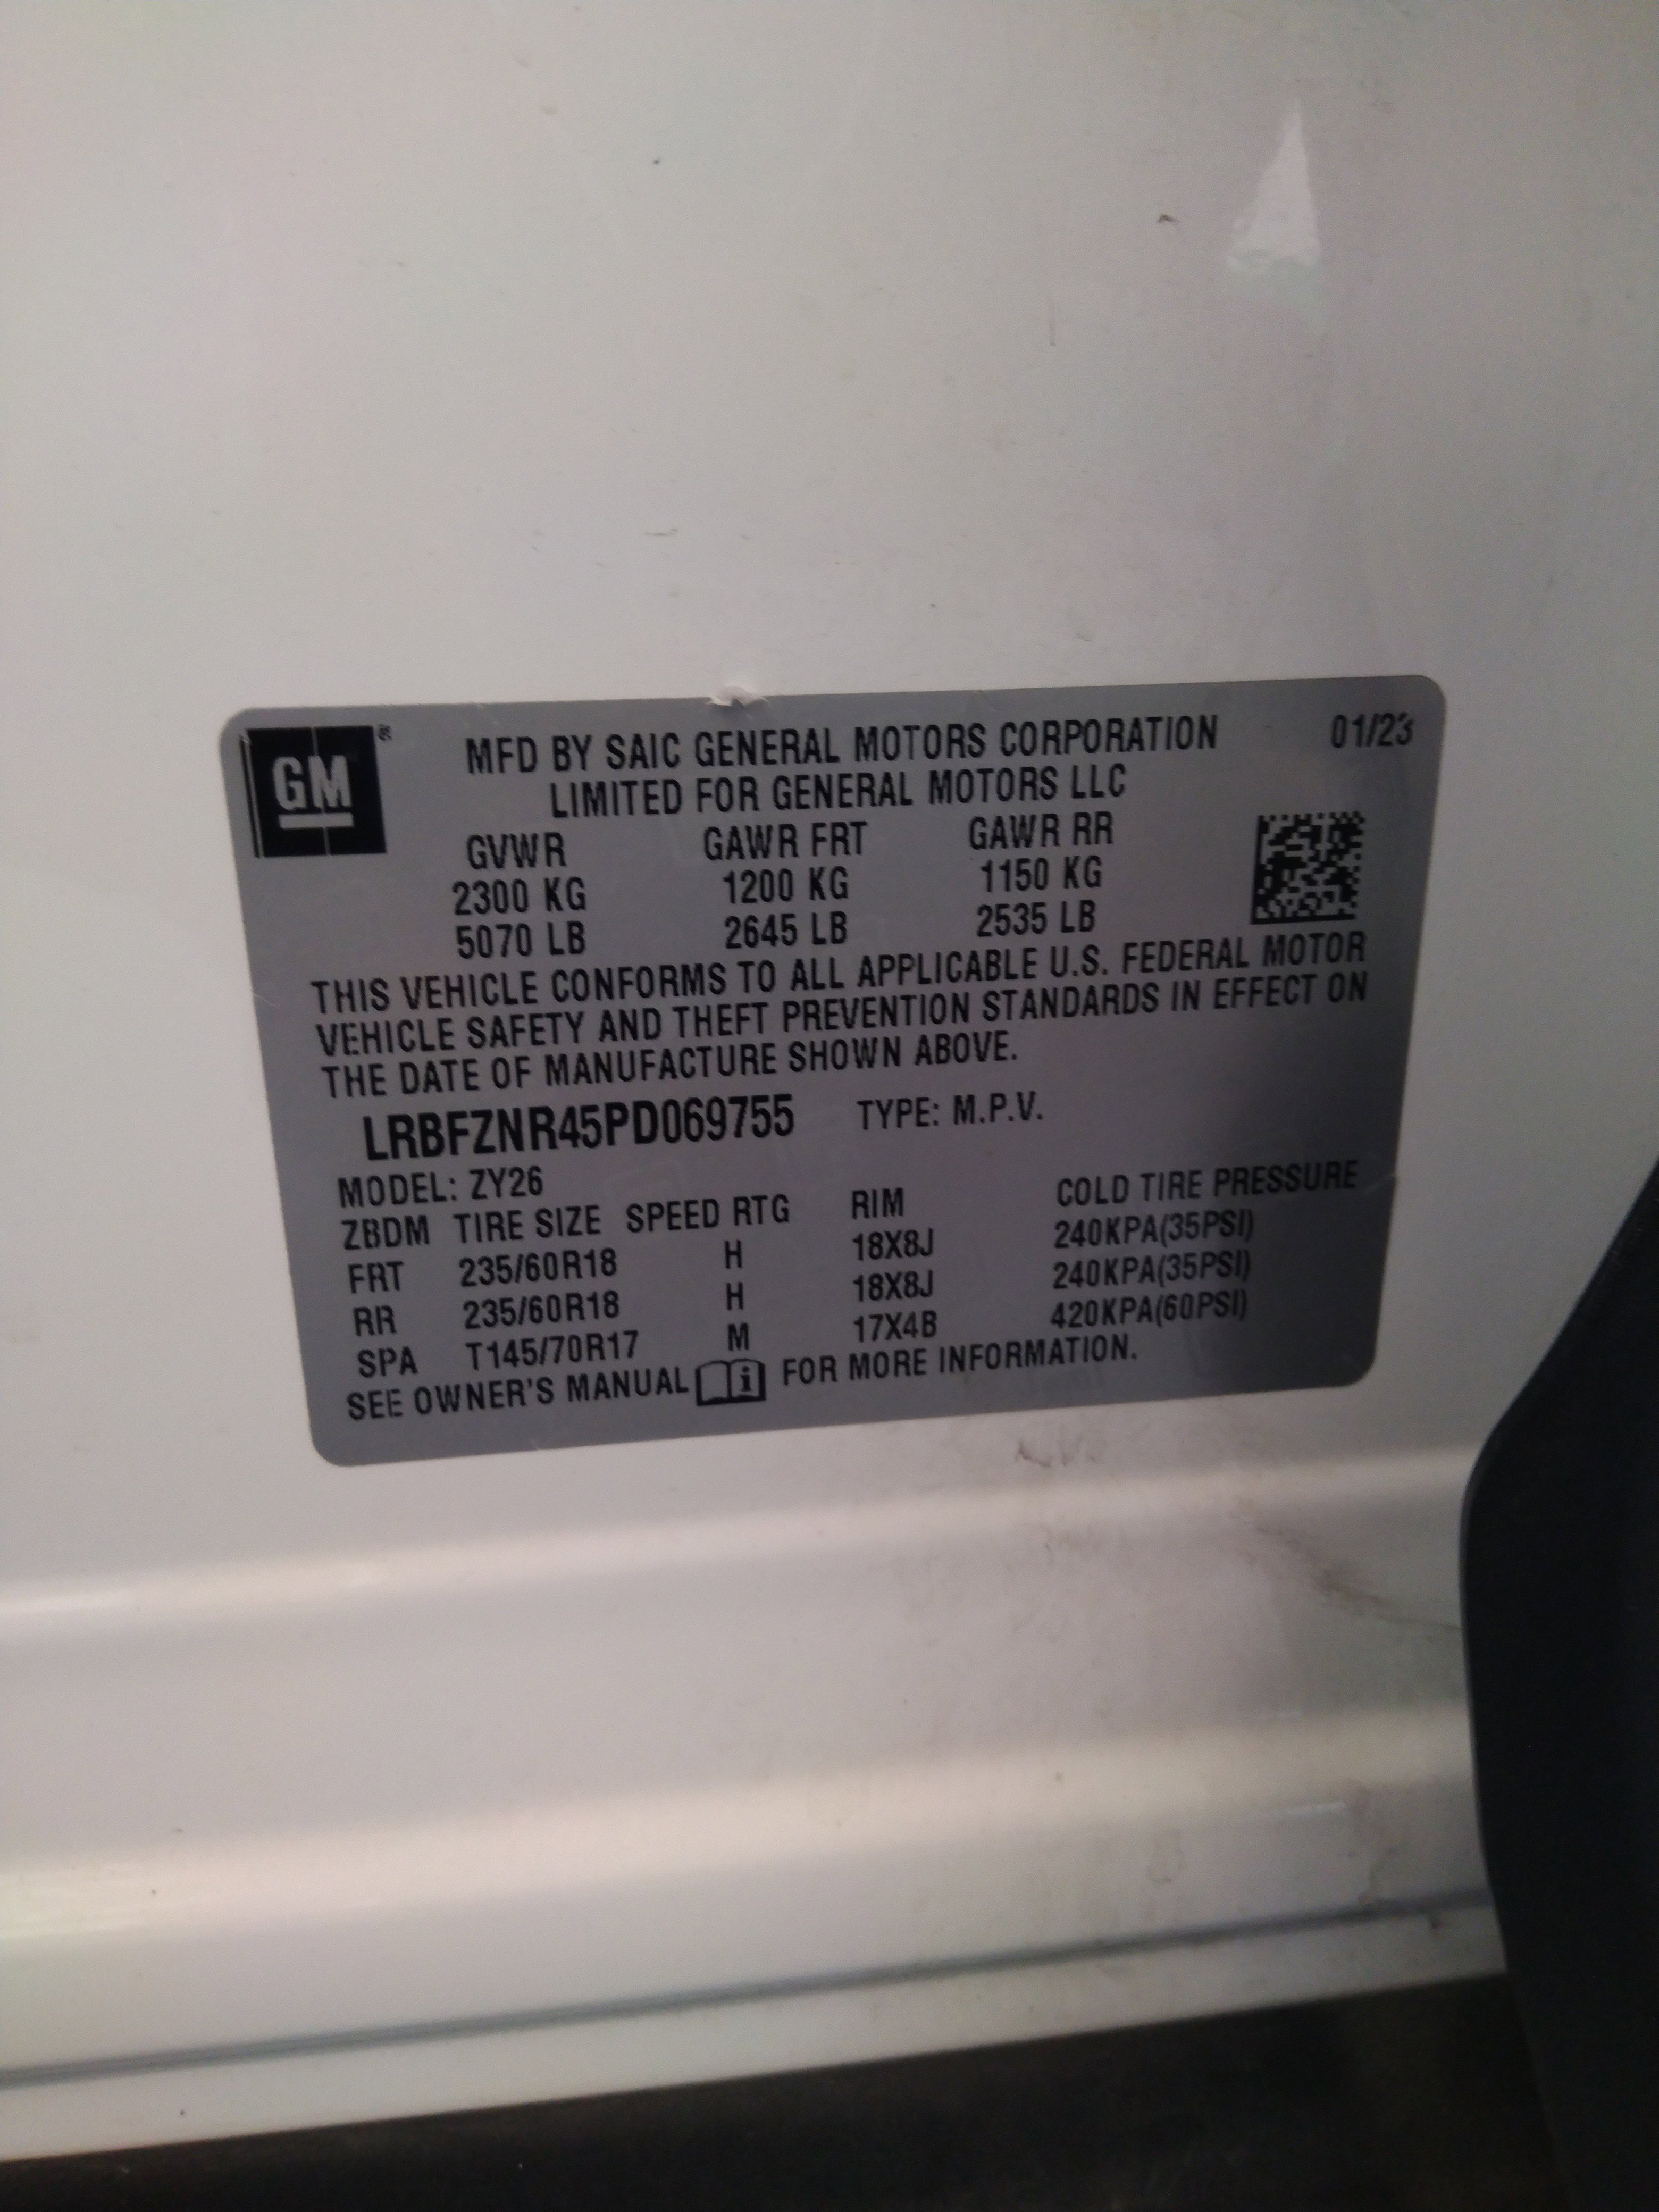 GM
MFD BY SAIC GENERAL MOTORS CORPORATION 01/23
LIMITED FOR GENERAL MOTORS LLC
GVWR GAWR FRT GAWR RR
2300 KG 1200 KG 1150 KG
5070 LB 2645 LB 2535 LB
THIS VEHICLE CONFORMS TO ALL APPLICABLE U.S. FEDERAL MOTOR
VEHICLE SAFETY AND THEFT PREVENTION STANDARDS IN EFFECT ON
THE DATE OF MANUFACTURE SHOWN ABOVE.
LRBFZNR45PD069755 TYPE: M.P.V.
MODEL: ZY26
ZBDM TIRE SIZE SPEED RTG RIM COLD TIRE PRESSURE
FRT 235/60R18 H 18X8J 240KPA(35PSI)
RR 235/60R18 H 18X8J 240KPA(35PSI)
SPA T145/70R17 M 17X4B 420KPA(60PSI)
SEE OWNER'S MANUAL i FOR MORE INFORMATION.